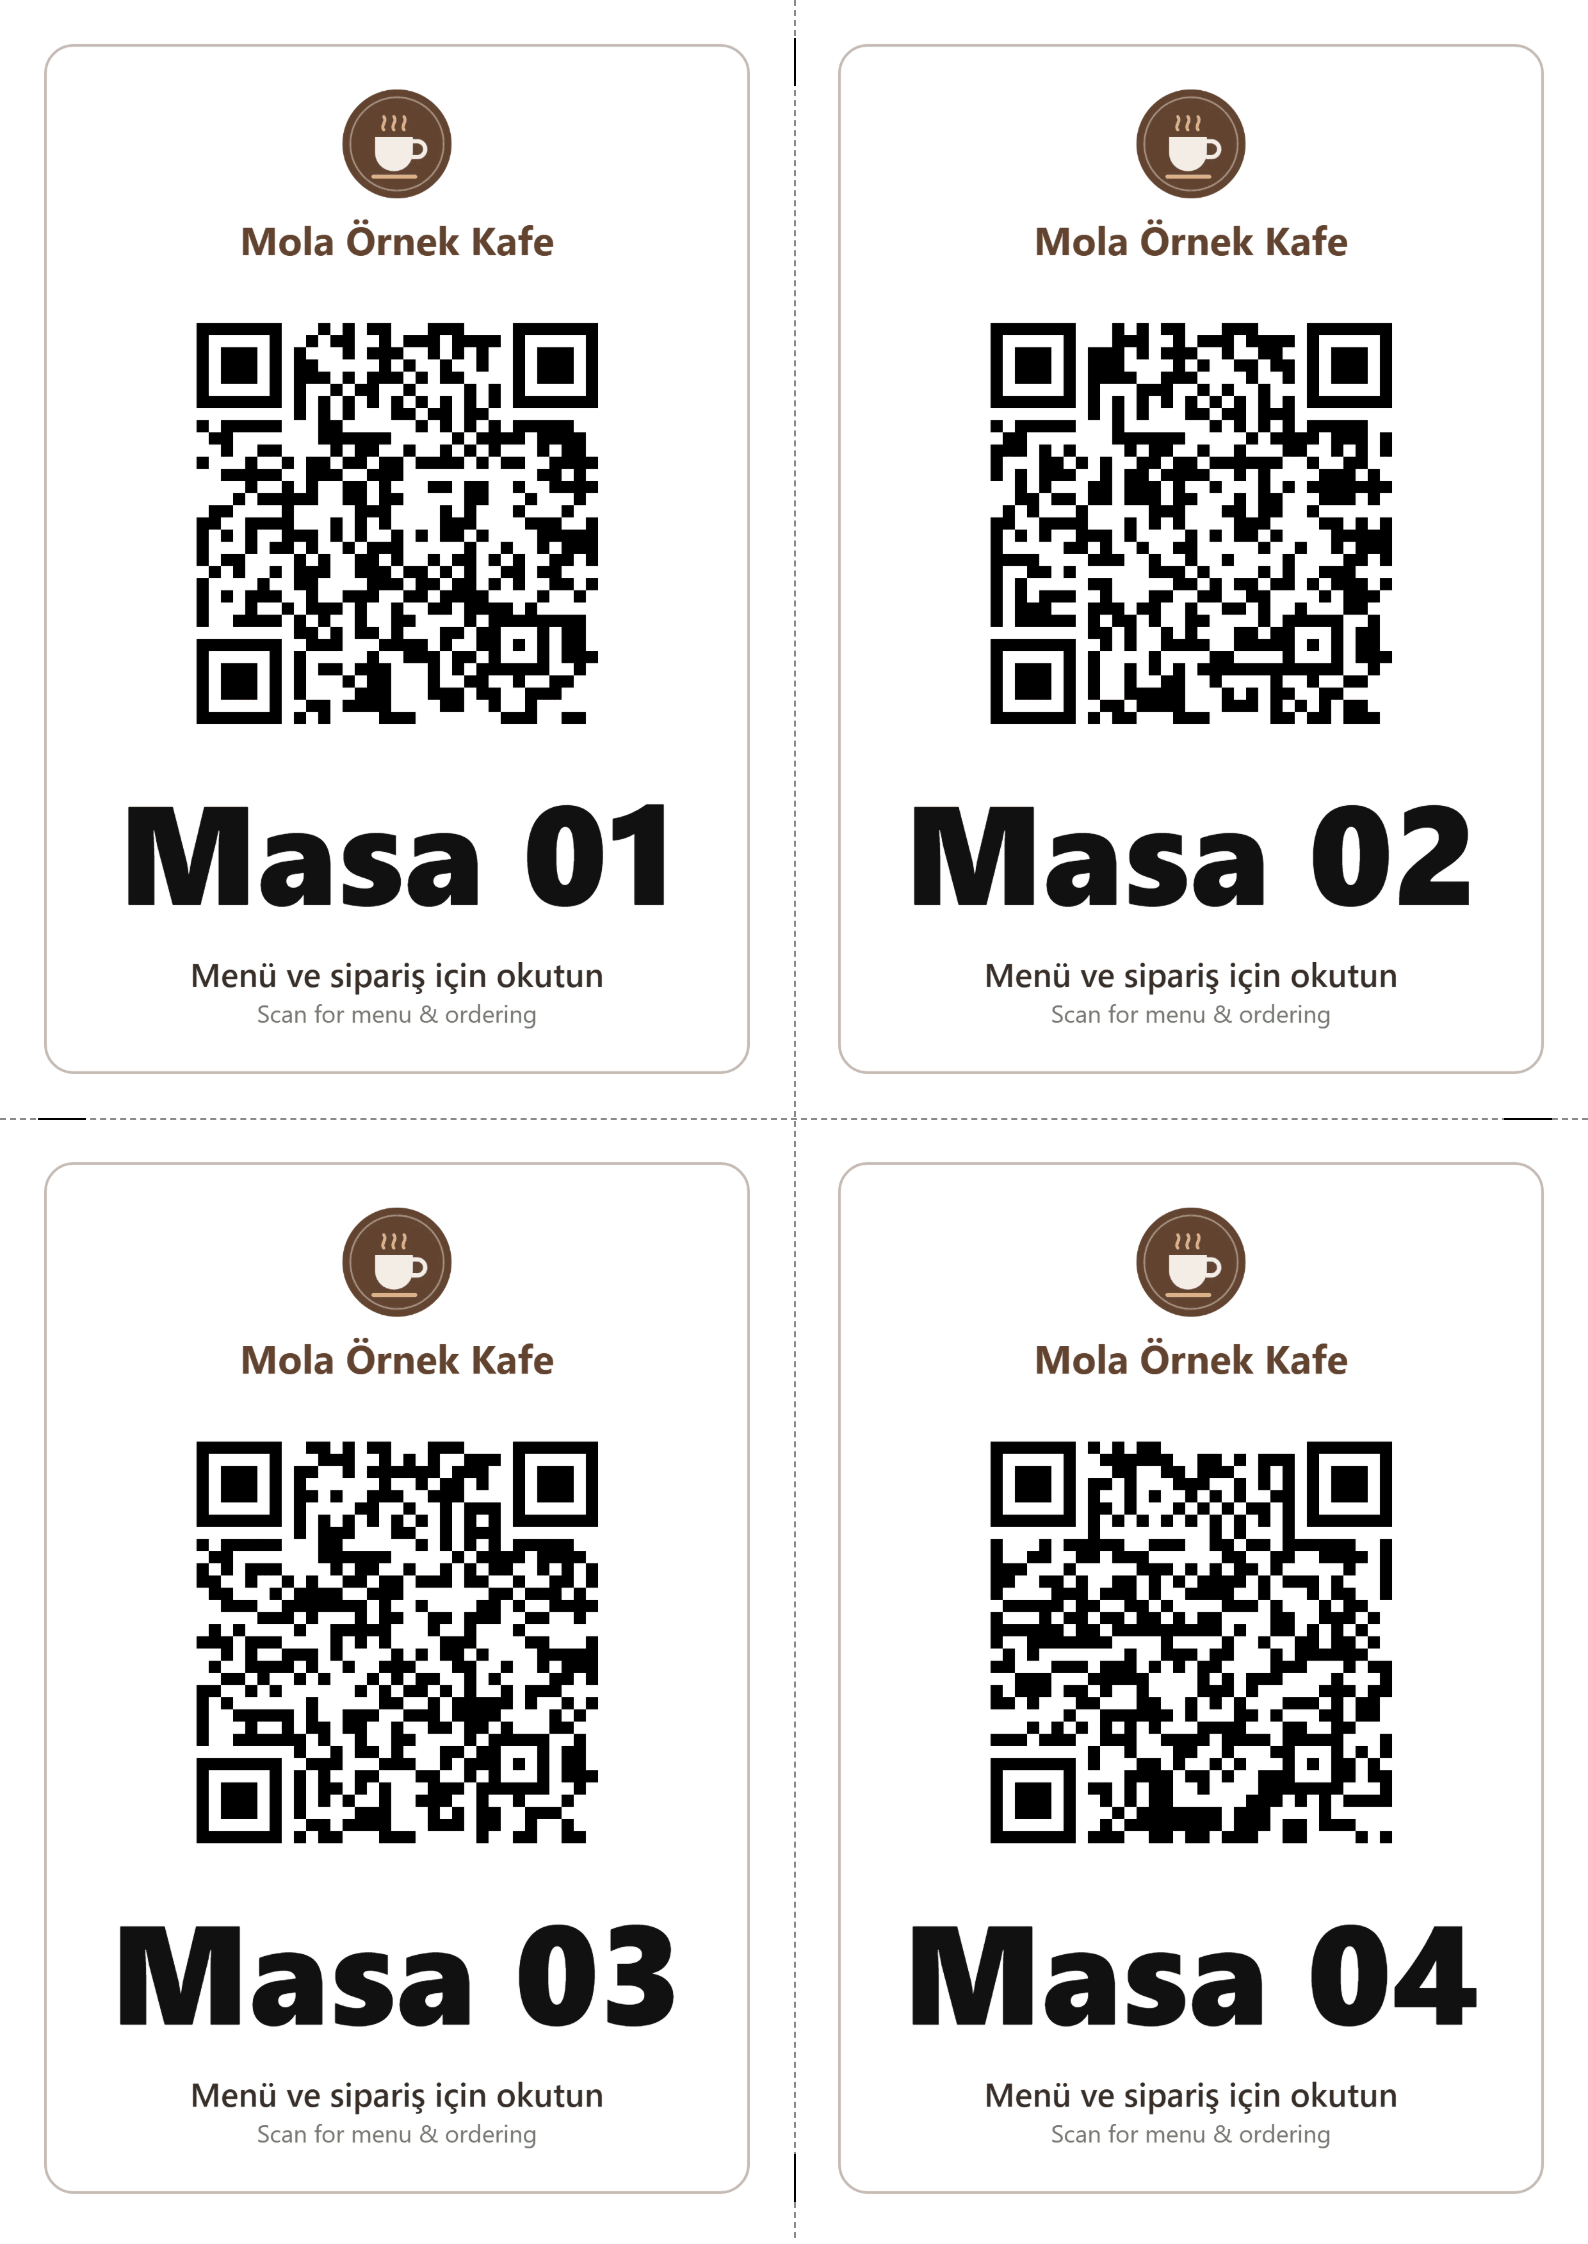 Mola Örnek Kafe
Masa 01
Menü ve sipariş için okutun
Scan for menu & ordering
Mola Örnek Kafe
Masa 02
Menü ve sipariş için okutun
Scan for menu & ordering
Mola Örnek Kafe
Masa 03
Menü ve sipariş için okutun
Scan for menu & ordering
Mola Örnek Kafe
Masa 04
Menü ve sipariş için okutun
Scan for menu & ordering